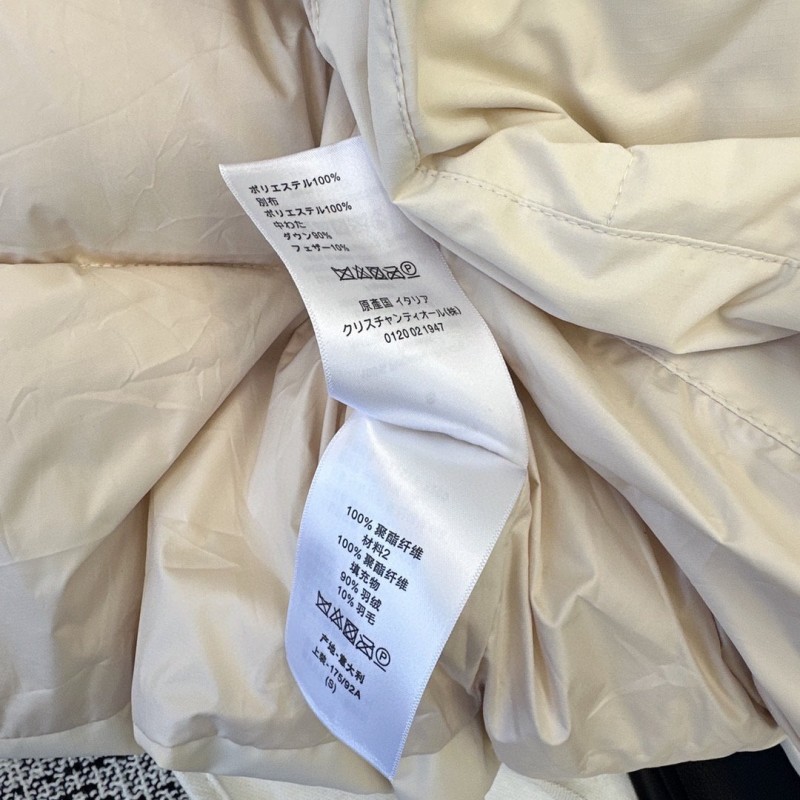 ポリエステル100%
別布
ポリエステル100%
中わた
ダウン90%
フェザー10%
原産国 イタリア
クリスチャンディオール(株)
0120 02 1947
100% 聚酯纤维
材料2
100% 聚酯纤维
填充物
90% 羽绒
10% 羽毛
产地-意大利
上装-175/92A
(S)